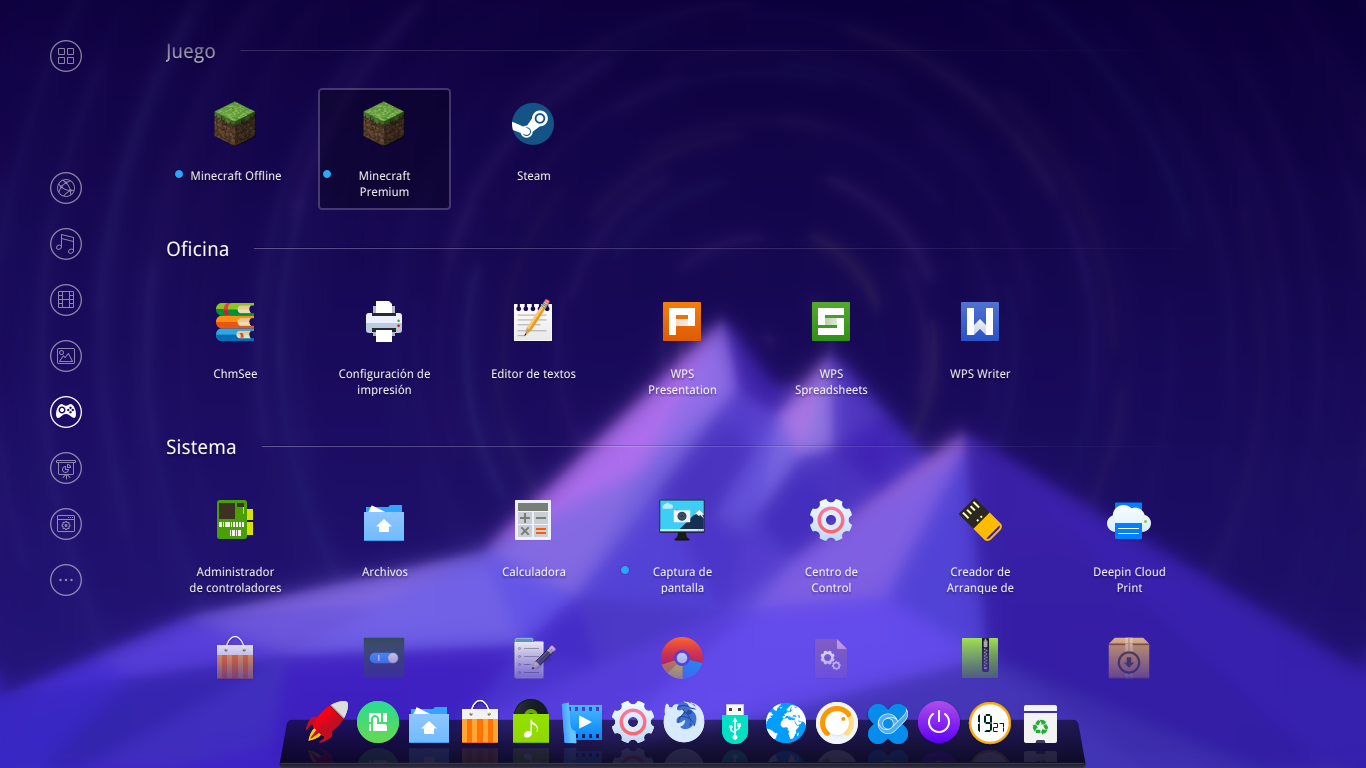 Juego
Minecraft Offline
Minecraft
Premium
Steam
Oficina
ChmSee
Configuración de
impresión
Editor de textos
WPS
Presentation
WPS
Spreadsheets
WPS Writer
Sistema
Administrador
de controladores
Archivos
Calculadora
Captura de
pantalla
Centro de
Control
Creador de
Arranque de
Deepin Cloud
Print
19 27